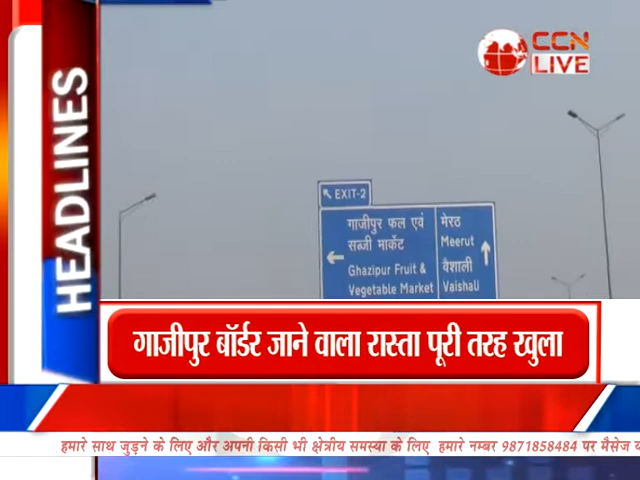 HEADLINES
CCN
LIVE
EXIT-2
गाजीपुर फल एवं
सब्जी मार्केट
Ghazipur Fruit &
Vegetable Market
मेरठ
Meerut
वैशाली
Vaishali
गाजीपुर बॉर्डर जाने वाला रास्ता पूरी तरह खुला
हमारे साथ जुड़ने के लिए और अपनी किसी भी क्षेत्रीय समस्या के लिए हमारे नम्बर 9871858484 पर मैसेज